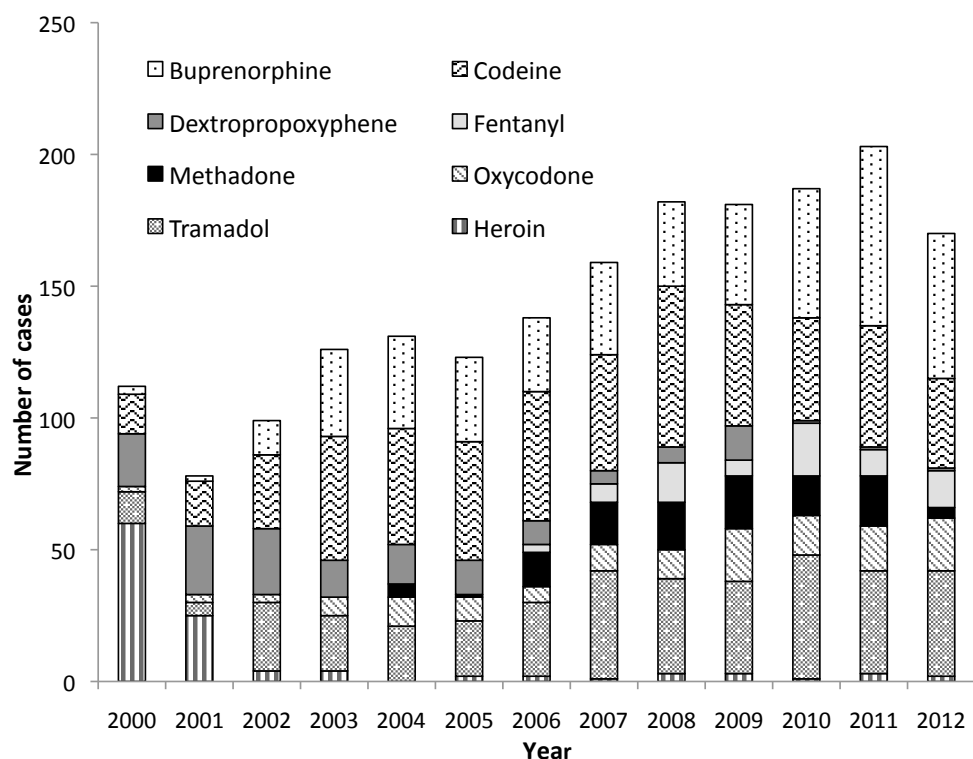 250
200
150
100
50
0
Number of cases
Buprenorphine
Codeine
Dextropropoxyphene
Fentanyl
Methadone
Oxycodone
Tramadol
Heroin
2000 2001 2002 2003 2004 2005 2006 2007 2008 2009 2010 2011 2012
Year